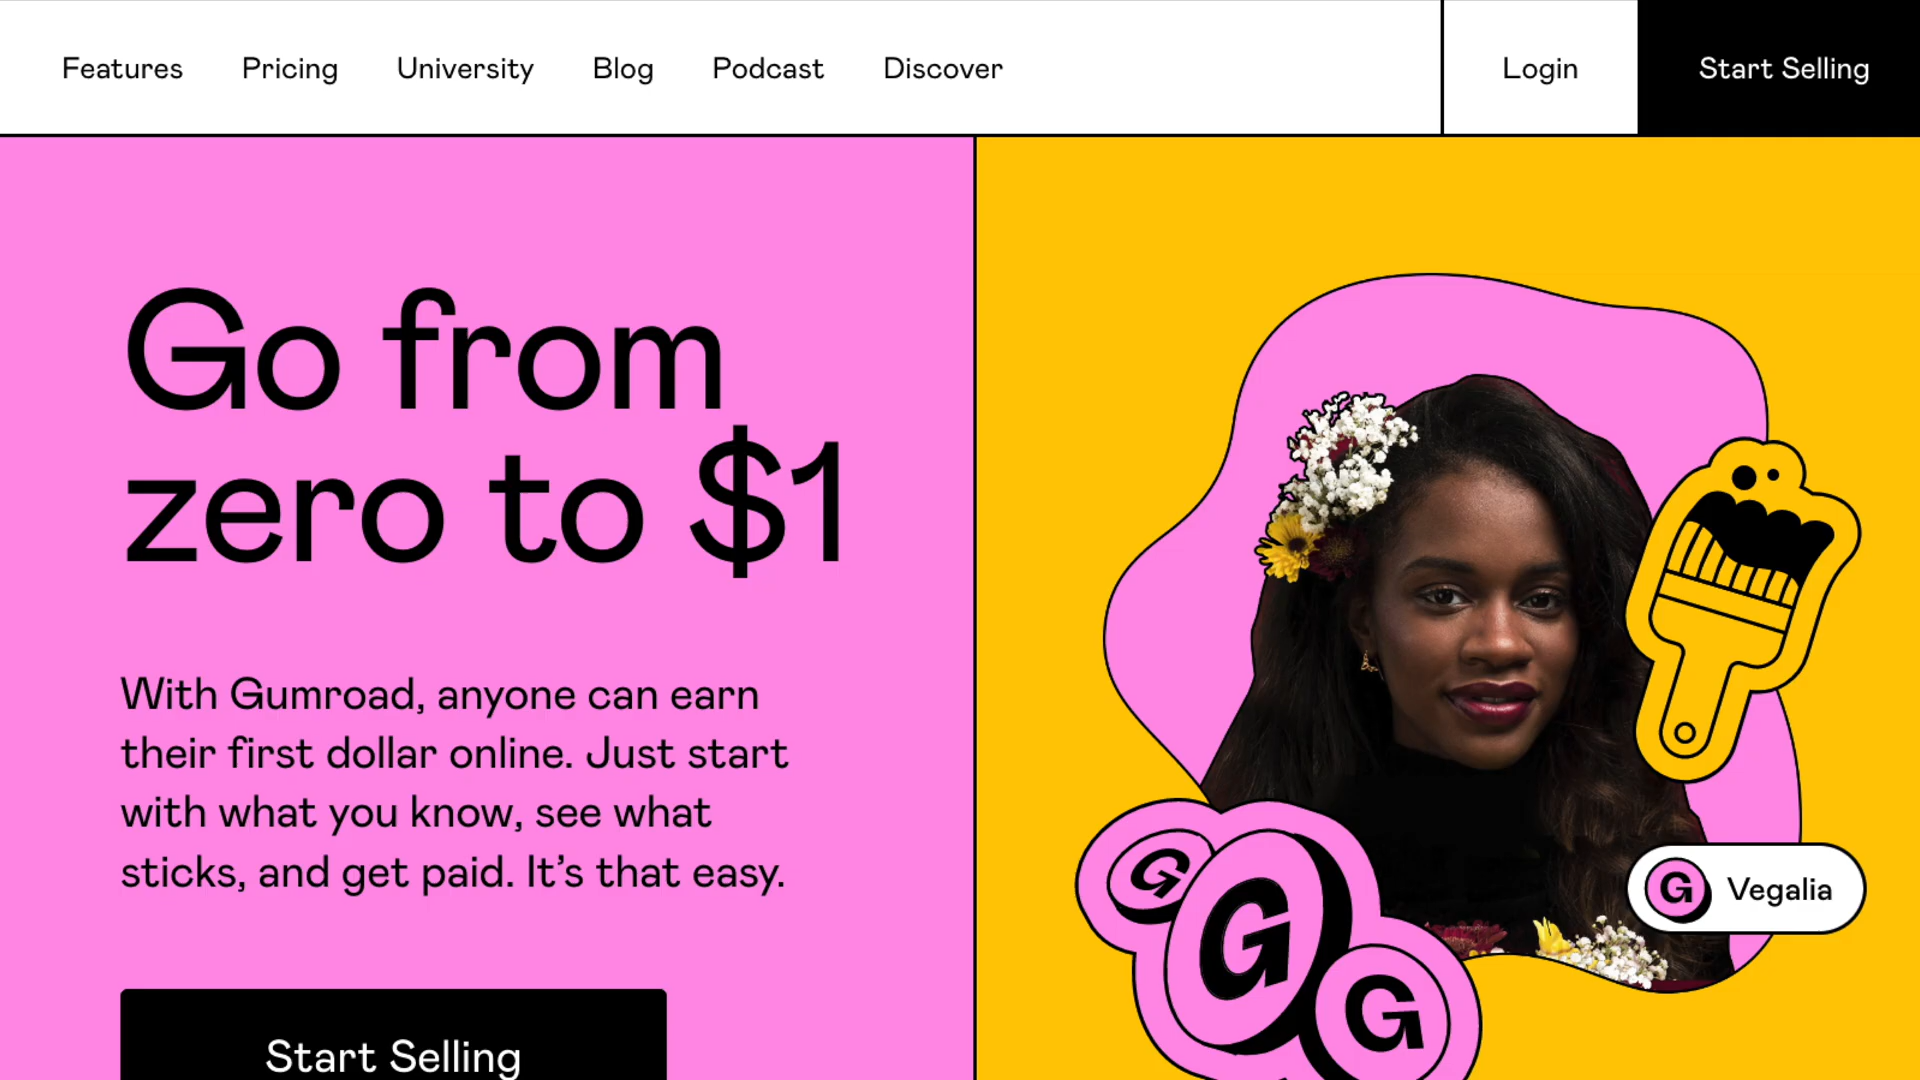 Features Pricing University Blog Podcast Discover Login Start Selling
Go from
zero to $1
With Gumroad, anyone can earn
their first dollar online. Just start
with what you know, see what
sticks, and get paid. It’s that easy.
Start Selling
G
G
G
G Vegalia